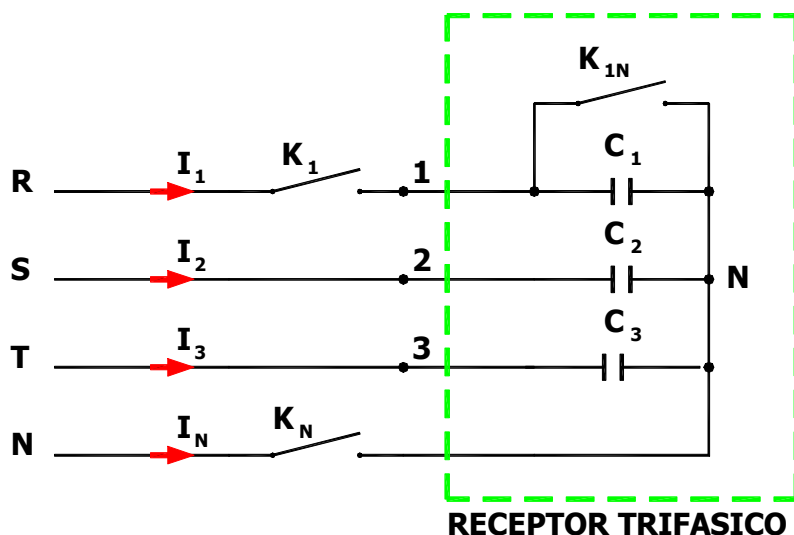 K1N
C1
R I1 K1 1
C2
S I2 2 N
C3
T I3 3
N IN KN
RECEPTOR TRIFASICO